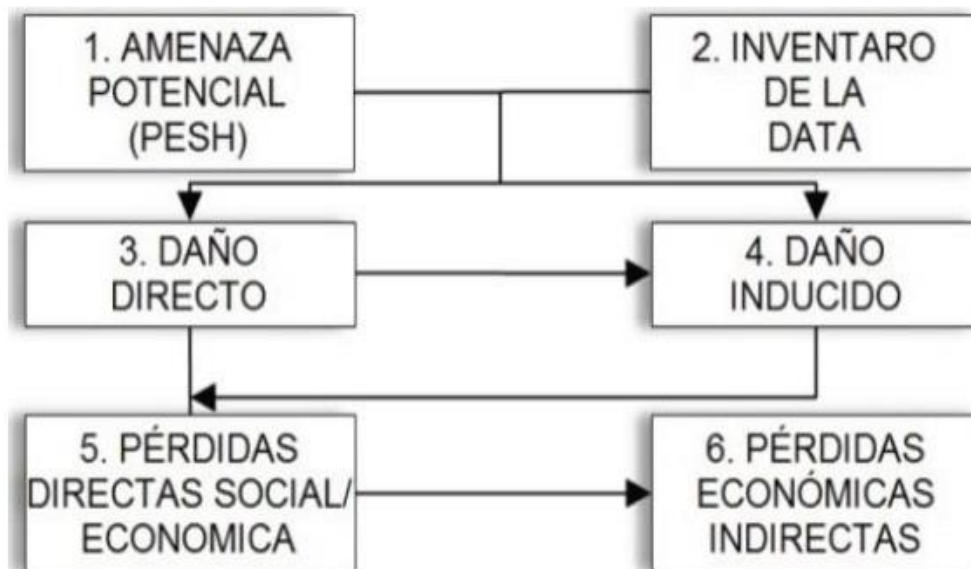 1. AMENAZA
POTENCIAL
(PESH)
2. INVENTARO
DE LA
DATA
3. DAÑO
DIRECTO
4. DAÑO
INDUCIDO
5. PÉRDIDAS
DIRECTAS SOCIAL/
ECONOMICA
6. PÉRDIDAS
ECONÓMICAS
INDIRECTAS